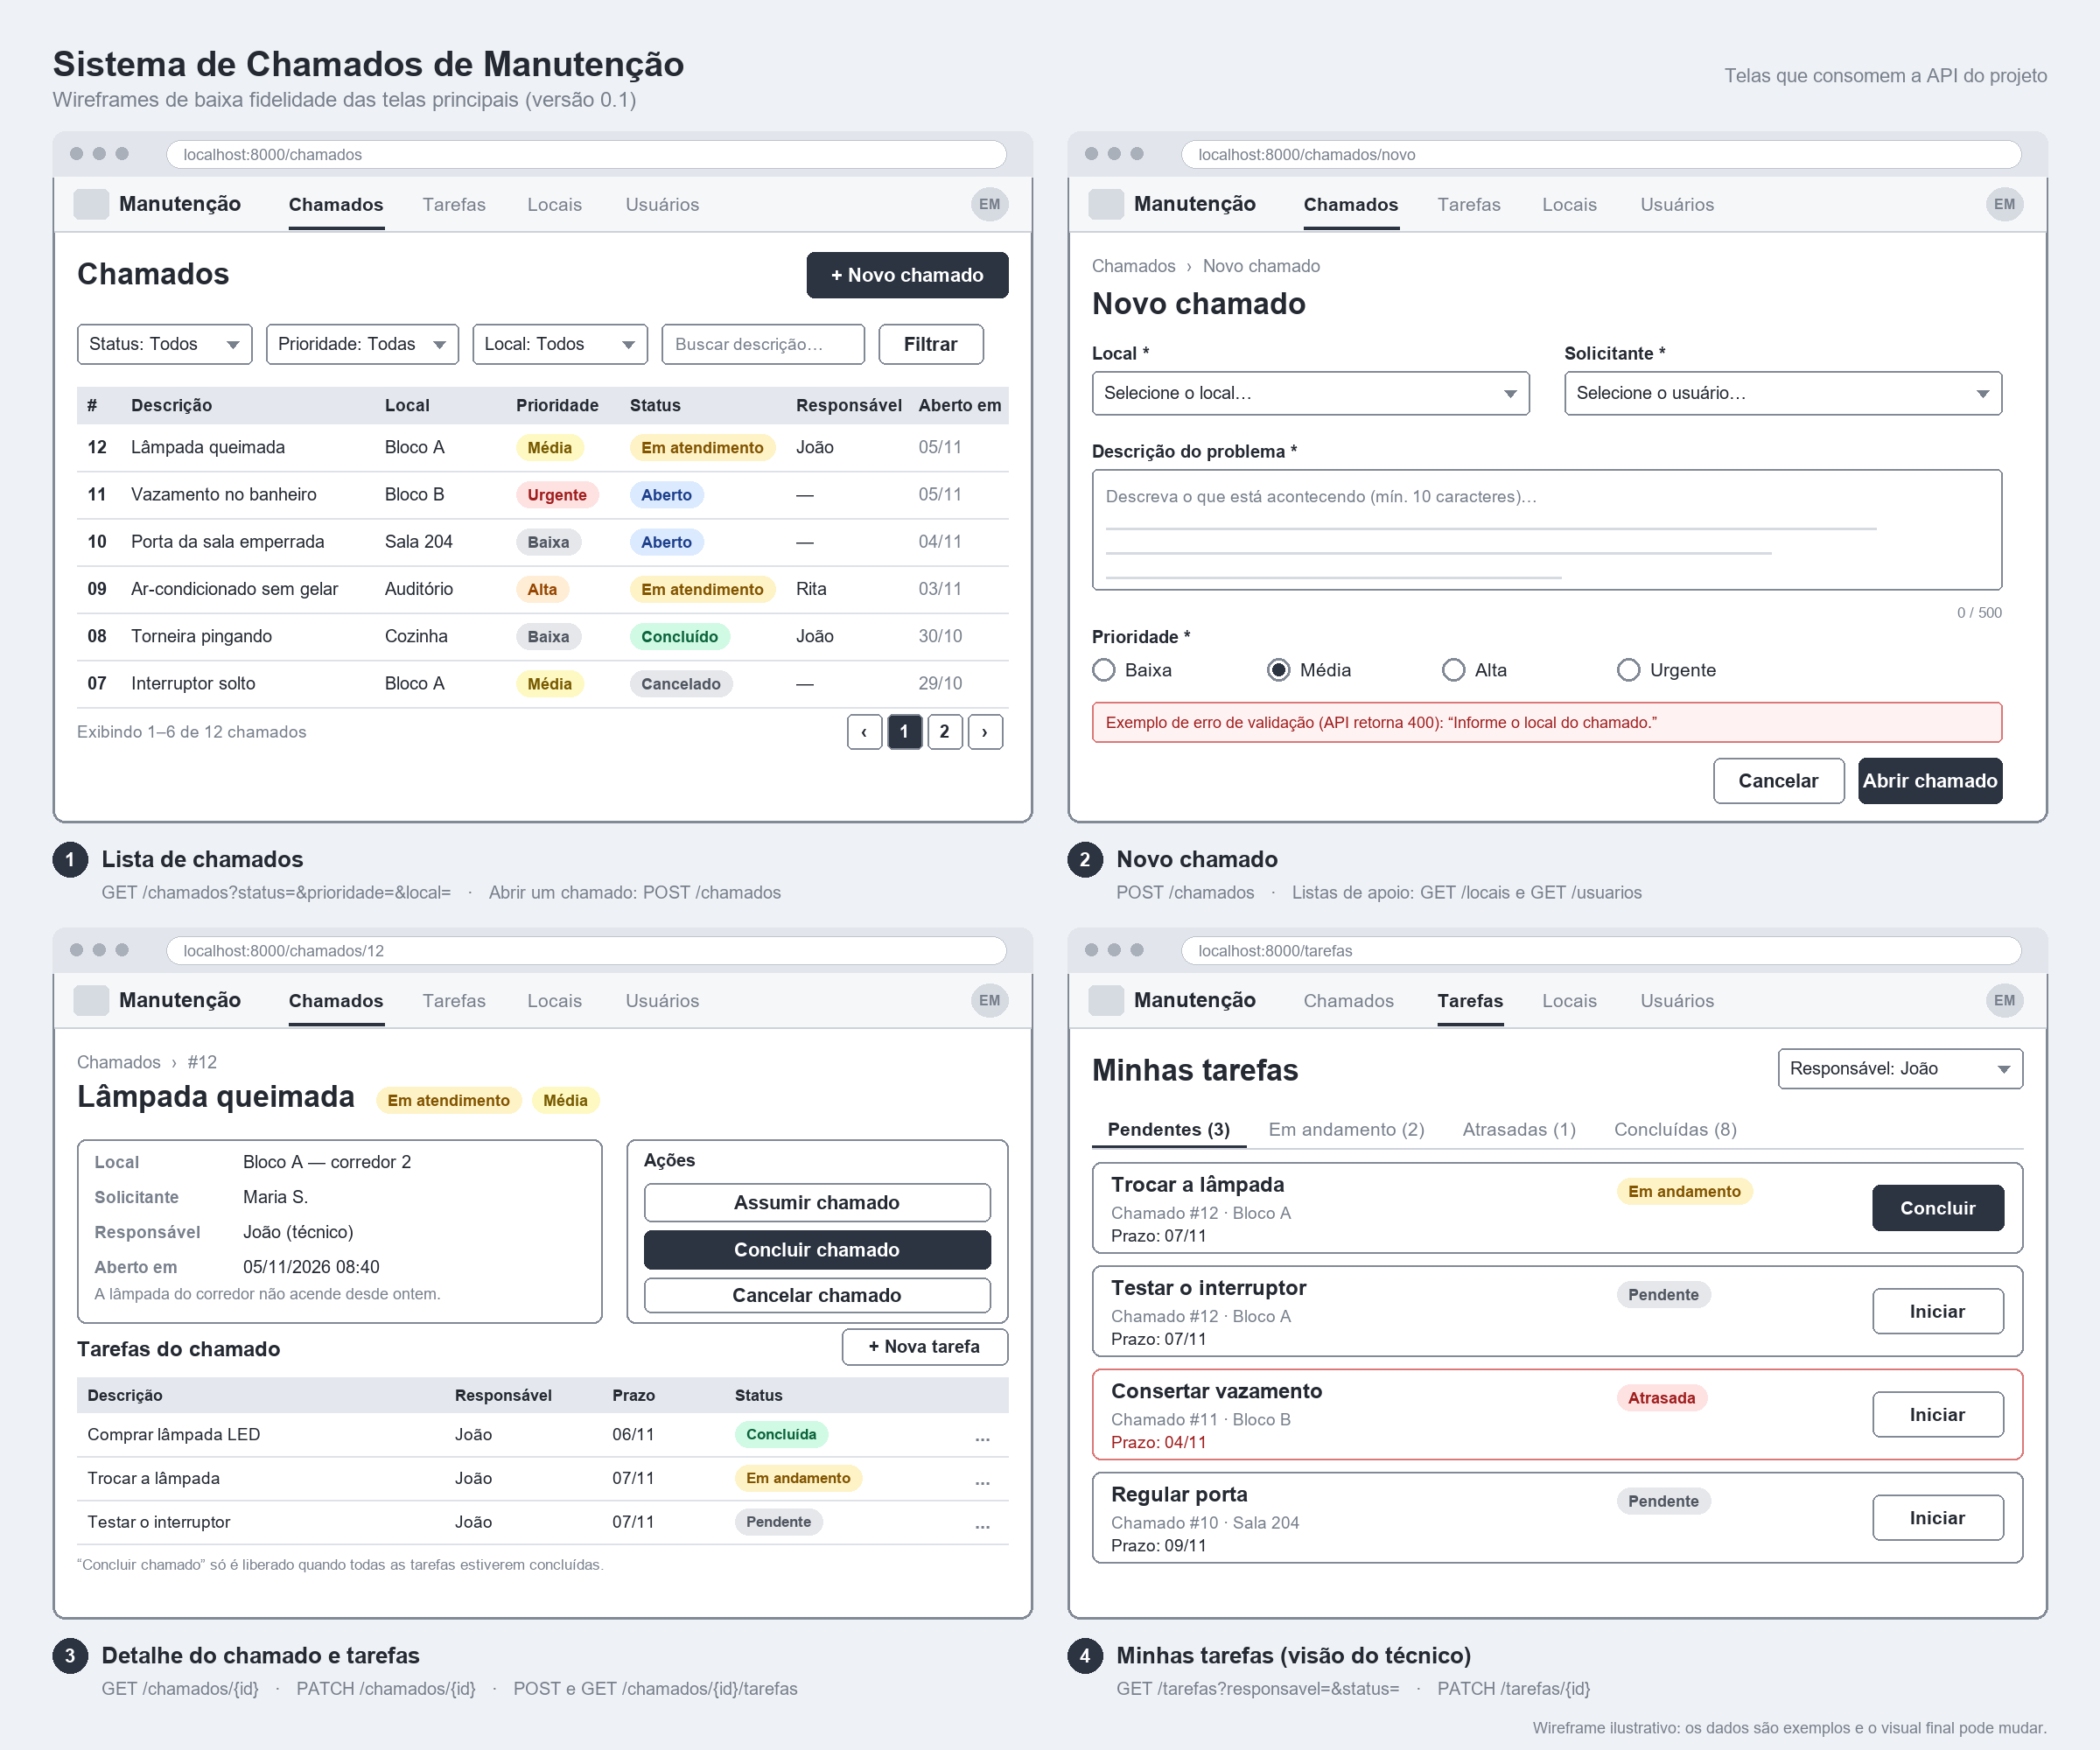 Sistema de Chamados de Manutenção
Wireframes de baixa fidelidade das telas principais (versão 0.1)
Telas que consomem a API do projeto
localhost:8000/chamados
Manutenção Chamados Tarefas Locais Usuários EM
Chamados + Novo chamado
Status: Todos Prioridade: Todas Local: Todos Buscar descrição… Filtrar
# Descrição Local Prioridade Status Responsável Aberto em
12 Lâmpada queimada Bloco A Média Em atendimento João 05/11
11 Vazamento no banheiro Bloco B Urgente Aberto — 05/11
10 Porta da sala emperrada Sala 204 Baixa Aberto — 04/11
09 Ar-condicionado sem gelar Auditório Alta Em atendimento Rita 03/11
08 Torneira pingando Cozinha Baixa Concluído João 30/10
07 Interruptor solto Bloco A Média Cancelado — 29/10
Exibindo 1–6 de 12 chamados ‹ 1 2 ›
1 Lista de chamados
GET /chamados?status=&prioridade=&local= · Abrir um chamado: POST /chamados
localhost:8000/chamados/novo
Manutenção Chamados Tarefas Locais Usuários EM
Chamados › Novo chamado
Novo chamado
Local * Solicitante *
Selecione o local… Selecione o usuário…
Descrição do problema *
Descreva o que está acontecendo (mín. 10 caracteres)…
0 / 500
Prioridade *
Baixa Média Alta Urgente
Exemplo de erro de validação (API retorna 400): “Informe o local do chamado.”
Cancelar Abrir chamado
2 Novo chamado
POST /chamados · Listas de apoio: GET /locais e GET /usuarios
localhost:8000/chamados/12
Manutenção Chamados Tarefas Locais Usuários EM
Chamados › #12
Lâmpada queimada Em atendimento Média
Local Bloco A — corredor 2
Solicitante Maria S.
Responsável João (técnico)
Aberto em 05/11/2026 08:40
A lâmpada do corredor não acende desde ontem.
Ações
Assumir chamado
Concluir chamado
Cancelar chamado
Tarefas do chamado + Nova tarefa
Descrição Responsável Prazo Status
Comprar lâmpada LED João 06/11 Concluída ...
Trocar a lâmpada João 07/11 Em andamento ...
Testar o interruptor João 07/11 Pendente ...
“Concluir chamado” só é liberado quando todas as tarefas estiverem concluídas.
3 Detalhe do chamado e tarefas
GET /chamados/{id} · PATCH /chamados/{id} · POST e GET /chamados/{id}/tarefas
localhost:8000/tarefas
Manutenção Chamados Tarefas Locais Usuários EM
Minhas tarefas Responsável: João
Pendentes (3) Em andamento (2) Atrasadas (1) Concluídas (8)
Trocar a lâmpada Em andamento Concluir
Chamado #12 · Bloco A
Prazo: 07/11
Testar o interruptor Pendente Iniciar
Chamado #12 · Bloco A
Prazo: 07/11
Consertar vazamento Atrasada Iniciar
Chamado #11 · Bloco B
Prazo: 04/11
Regular porta Pendente Iniciar
Chamado #10 · Sala 204
Prazo: 09/11
4 Minhas tarefas (visão do técnico)
GET /tarefas?responsavel=&status= · PATCH /tarefas/{id}
Wireframe ilustrativo: os dados são exemplos e o visual final pode mudar.